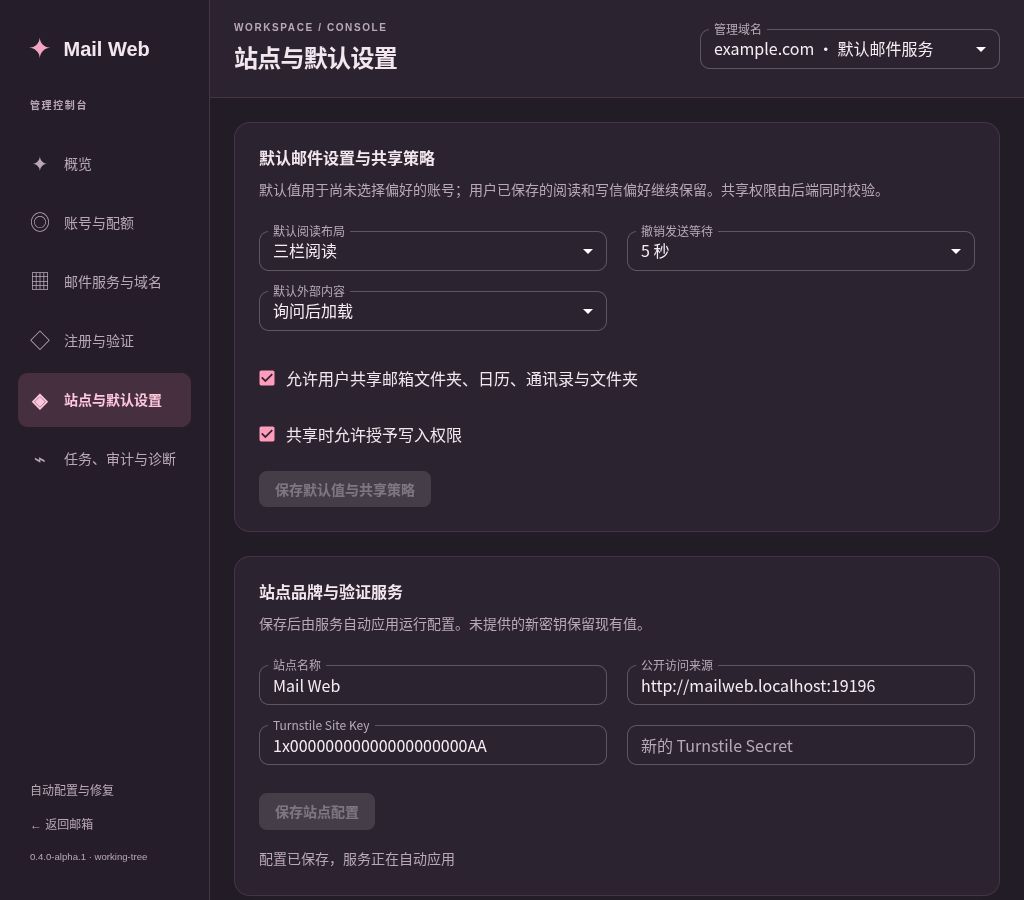 Mail Web
管理控制台
概览
账号与配额
邮件服务与域名
注册与验证
站点与默认设置
任务、审计与诊断
自动配置与修复
← 返回邮箱
0.4.0-alpha.1 · working-tree
WORKSPACE / CONSOLE
站点与默认设置
管理域名
example.com · 默认邮件服务
默认邮件设置与共享策略
默认值用于尚未选择偏好的账号；用户已保存的阅读和写信偏好继续保留。共享权限由后端同时校验。
默认阅读布局
三栏阅读
撤销发送等待
5 秒
默认外部内容
询问后加载
允许用户共享邮箱文件夹、日历、通讯录与文件夹
共享时允许授予写入权限
保存默认值与共享策略
站点品牌与验证服务
保存后由服务自动应用运行配置。未提供的新密钥保留现有值。
站点名称
Mail Web
公开访问来源
http://mailweb.localhost:19196
Turnstile Site Key
1x00000000000000000000AA
新的 Turnstile Secret
保存站点配置
配置已保存，服务正在自动应用